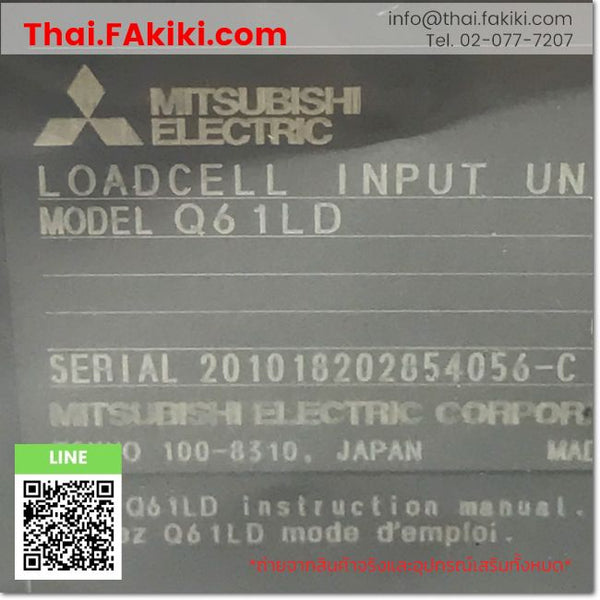 Thai.FAkiki.com
info@thai.fakiki.com
Tel. 02-077-7207
MITSUBISHI
ELECTRIC
LOADCELL INPUT UN
MODEL Q61LD
SERIAL 201018202854056-C
MITSUBISHI ELECTRIC CORPOR
100-8310, JAPAN MAD
LINE
Q61LD instruction manual.
ez Q61LD mode d'emploi.
*ถ่ายจากสินค้าจริงและอุปกรณ์เสริมทั้งหมด*